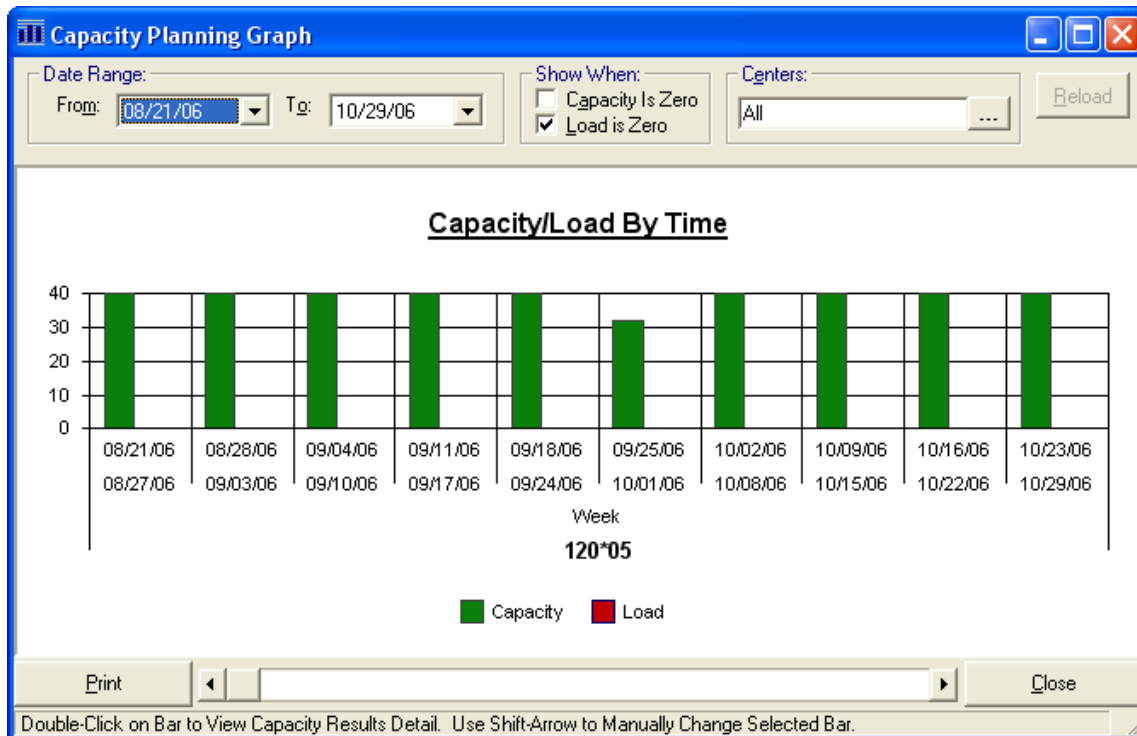 Capacity Planning Graph
Date Range:
From: 08/21/06 To: 10/29/06
Show When:
Capacity Is Zero
Load is Zero
Centers:
All ...
Reload
Capacity/Load By Time
40
30
20
10
0
08/21/06 08/28/06 09/04/06 09/11/06 09/18/06 09/25/06 10/02/06 10/09/06 10/16/06 10/23/06
08/27/06 09/03/06 09/10/06 09/17/06 09/24/06 10/01/06 10/08/06 10/15/06 10/22/06 10/29/06
Week
120*05
Capacity Load
Print Close
Double-Click on Bar to View Capacity Results Detail. Use Shift-Arrow to Manually Change Selected Bar.